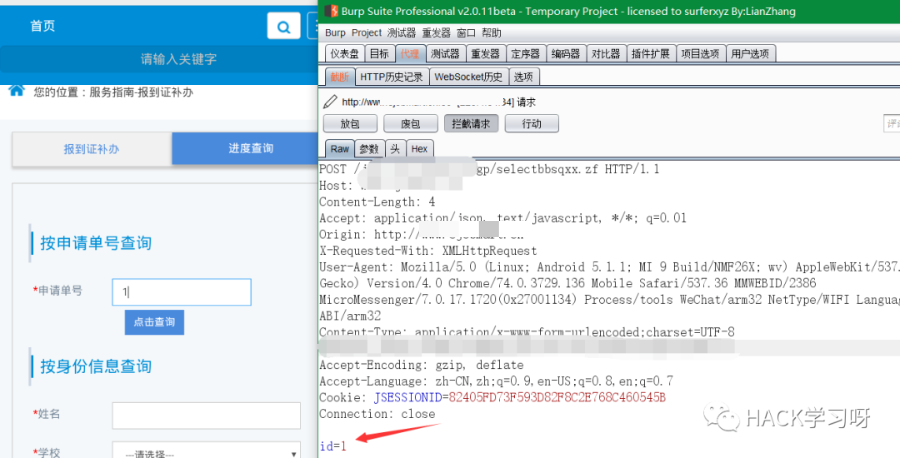 首页
请输入关键字
您的位置：服务指南-报到证补办
报到证补办
进度查询
按申请单号查询
*申请单号
1
点击查询
按身份信息查询
*姓名
*学校
---请选择---
Burp Suite Professional v2.0.11beta - Temporary Project - licensed to surferxyz By:LianZhang
Burp Project 测试器 重发器 窗口 帮助
仪表盘 目标 代理 测试器 重发器 定序器 编码器 对比器 插件扩展 项目选项 用户选项
截断 HTTP历史记录 WebSocket历史 选项
请求
放包 废包 拦截请求 行动
Raw 参数 头 Hex
POST gp/selectbbsqxx.zf HTTP/1.1
Host:
Content-Length: 4
Accept: application/json, text/javascript, */*; q=0.01
Origin:
X-Requested-With: XMLHttpRequest
User-Agent: Mozilla/5.0 (Linux; Android 5.1.1; MI 9 Build/NMF26X; wv) AppleWebKit/537.
Gecko) Version/4.0 Chrome/74.0.3729.136 Mobile Safari/537.36 MMWEBID/2386
MicroMessenger/7.0.17.1720(0x27001134) Process/tools WeChat/arm32 NetType/WIFI Languag
ABI/arm32
Content-Type: application/x-www-form-urlencoded;charset=UTF-8
Accept-Encoding: gzip, deflate
Accept-Language: zh-CN,zh;q=0.9,en-US;q=0.8,en;q=0.7
Cookie: JSESSIONID=82405FD73F593D82F8C2E768C460545B
Connection: close
id=1
HACK学习呀